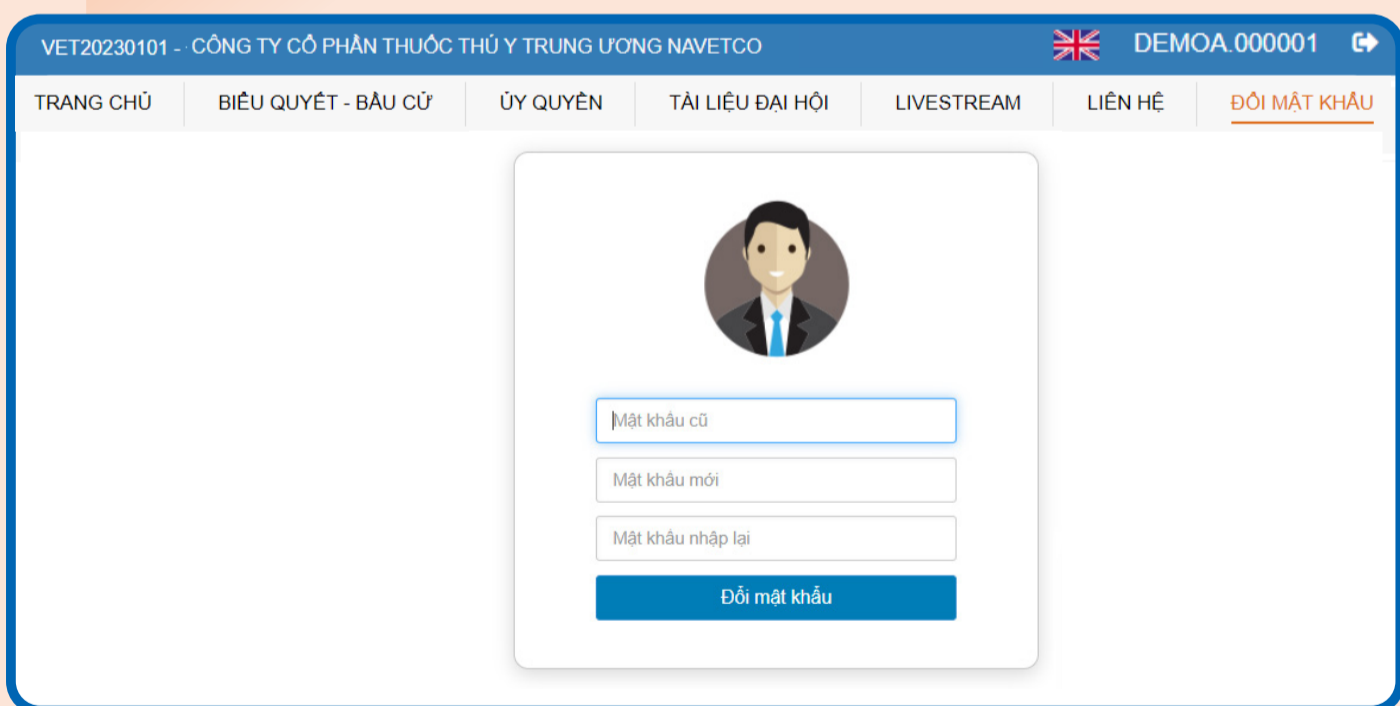 VET20230101 - CÔNG TY CỔ PHẦN THUỐC THÚ Y TRUNG ƯƠNG NAVETCO DEMOA.000001
TRANG CHỦ BIỂU QUYẾT - BẦU CỬ ỦY QUYỀN TÀI LIỆU ĐẠI HỘI LIVESTREAM LIÊN HỆ ĐỔI MẬT KHẨU
Mật khẩu cũ
Mật khẩu mới
Mật khẩu nhập lại
Đổi mật khẩu